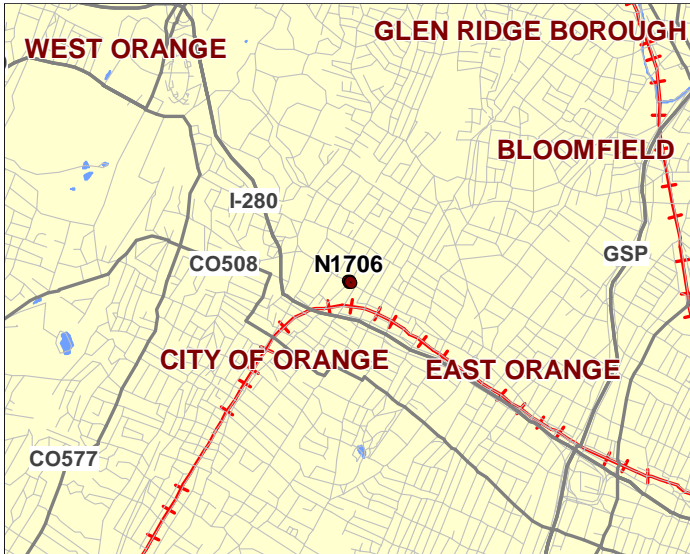 GLEN RIDGE BOROUGH
WEST ORANGE
BLOOMFIELD
I-280
GSP
CO508
N1706
CITY OF ORANGE
EAST ORANGE
CO577